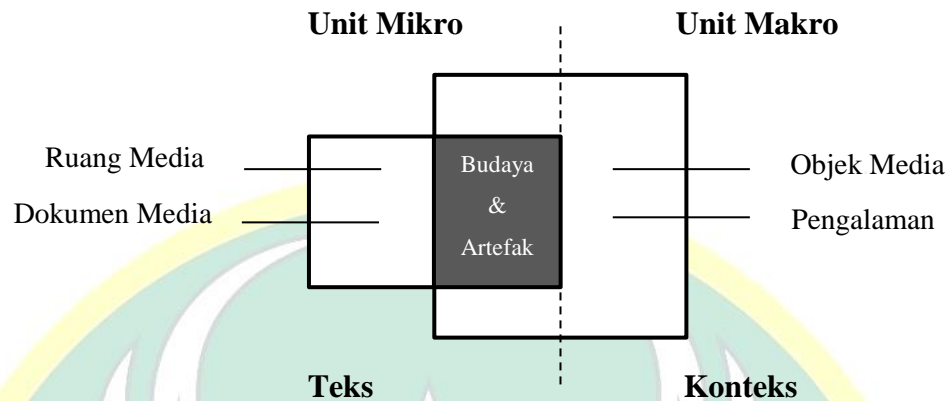 Unit Mikro
Unit Makro
Ruang Media
Dokumen Media
Budaya
&
Artefak
Objek Media
Pengalaman
Teks
Konteks